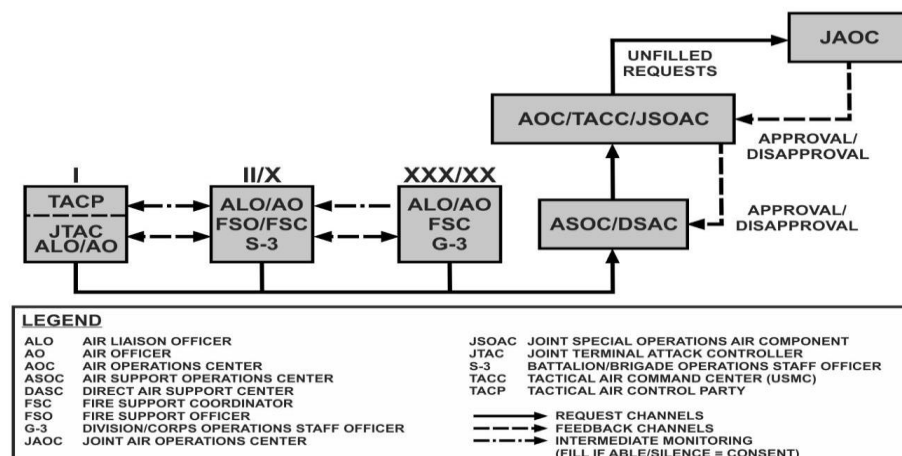 JAOC
UNFILLED
REQUESTS
AOC/TACC/JSOAC
APPROVAL/
DISAPPROVAL
I
II/X
XXX/XX
TACP
JTAC
ALO/AO
ALO/AO
FSO/FSC
S-3
ALO/AO
FSC
G-3
ASOC/DSAC
APPROVAL/
DISAPPROVAL
LEGEND
ALO AIR LIAISON OFFICER
AO AIR OFFICER
AOC AIR OPERATIONS CENTER
ASOC AIR SUPPORT OPERATIONS CENTER
DASC DIRECT AIR SUPPORT CENTER
FSC FIRE SUPPORT COORDINATOR
FSO FIRE SUPPORT OFFICER
G-3 DIVISION/CORPS OPERATIONS STAFF OFFICER
JAOC JOINT AIR OPERATIONS CENTER
JSOAC JOINT SPECIAL OPERATIONS AIR COMPONENT
JTAC JOINT TERMINAL ATTACK CONTROLLER
S-3 BATTALION/BRIGADE OPERATIONS STAFF OFFICER
TACC TACTICAL AIR COMMAND CENTER (USMC)
TACP TACTICAL AIR CONTROL PARTY
REQUEST CHANNELS
FEEDBACK CHANNELS
INTERMEDIATE MONITORING
(FILL IF ABLE/SILENCE = CONSENT)